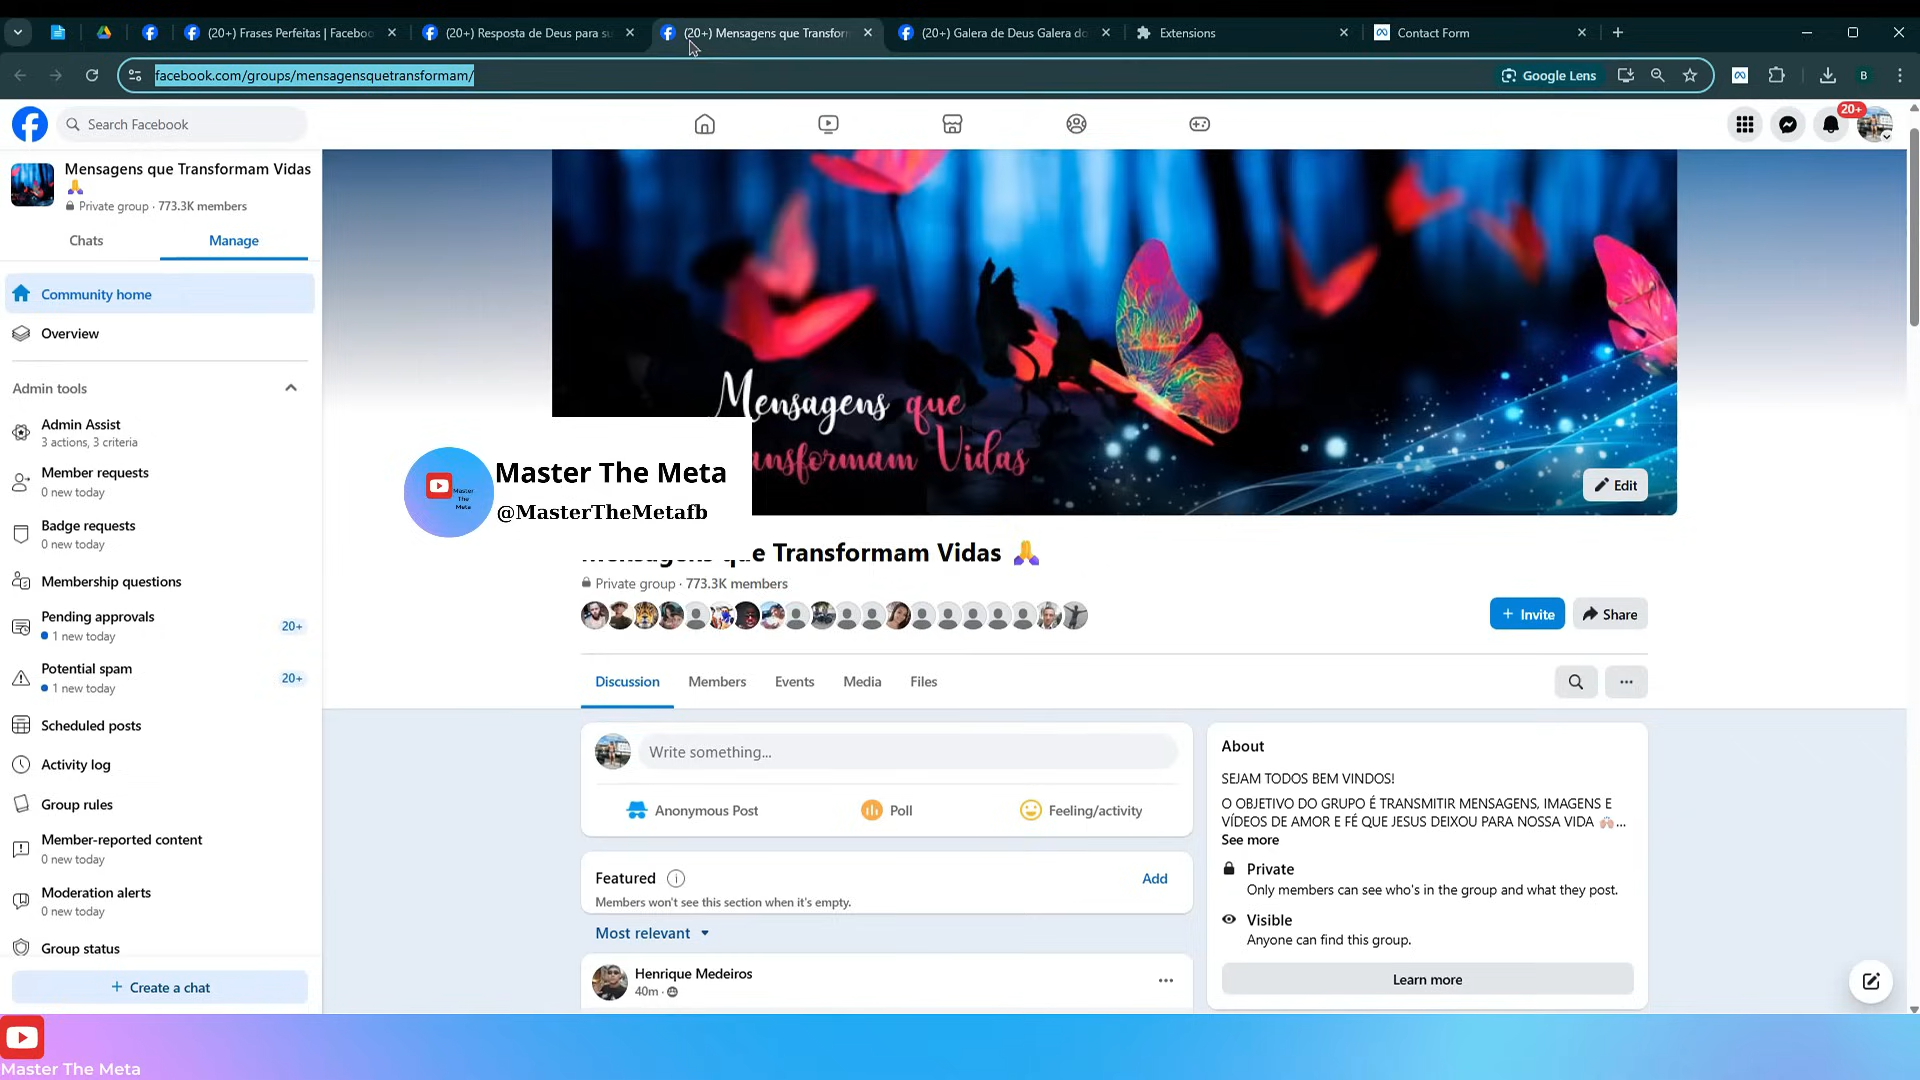 (20+) Frases Perfeitas | Faceboo
(20+) Resposta de Deus para su
(20+) Mensagens que Transforn
(20+) Galera de Deus Galera do
Extensions
Contact Form
facebook.com/groups/mensagensquetransformam/
Google Lens
B
Search Facebook
20+
Mensagens que Transformam Vidas
🙏
Private group · 773.3K members
Chats
Manage
Community home
Overview
Admin tools
Admin Assist
3 actions, 3 criteria
Member requests
0 new today
Badge requests
0 new today
Membership questions
Pending approvals
1 new today
20+
Potential spam
1 new today
20+
Scheduled posts
Activity log
Group rules
Member-reported content
0 new today
Moderation alerts
0 new today
Group status
+ Create a chat
Mensagens que
ansformam Vidas
Edit
Master The Meta
Master The Meta
@MasterTheMetafb
Mensagens que Transformam Vidas 🙏
Private group · 773.3K members
+ Invite
Share
Discussion
Members
Events
Media
Files
Write something...
Anonymous Post
Poll
Feeling/activity
Featured
Add
Members won't see this section when it's empty.
Most relevant
Henrique Medeiros
40m ·
About
SEJAM TODOS BEM VINDOS!
O OBJETIVO DO GRUPO É TRANSMITIR MENSAGENS, IMAGENS E
VÍDEOS DE AMOR E FÉ QUE JESUS DEIXOU PARA NOSSA VIDA 🙌🏻...
See more
Private
Only members can see who's in the group and what they post.
Visible
Anyone can find this group.
Learn more
Master The Meta